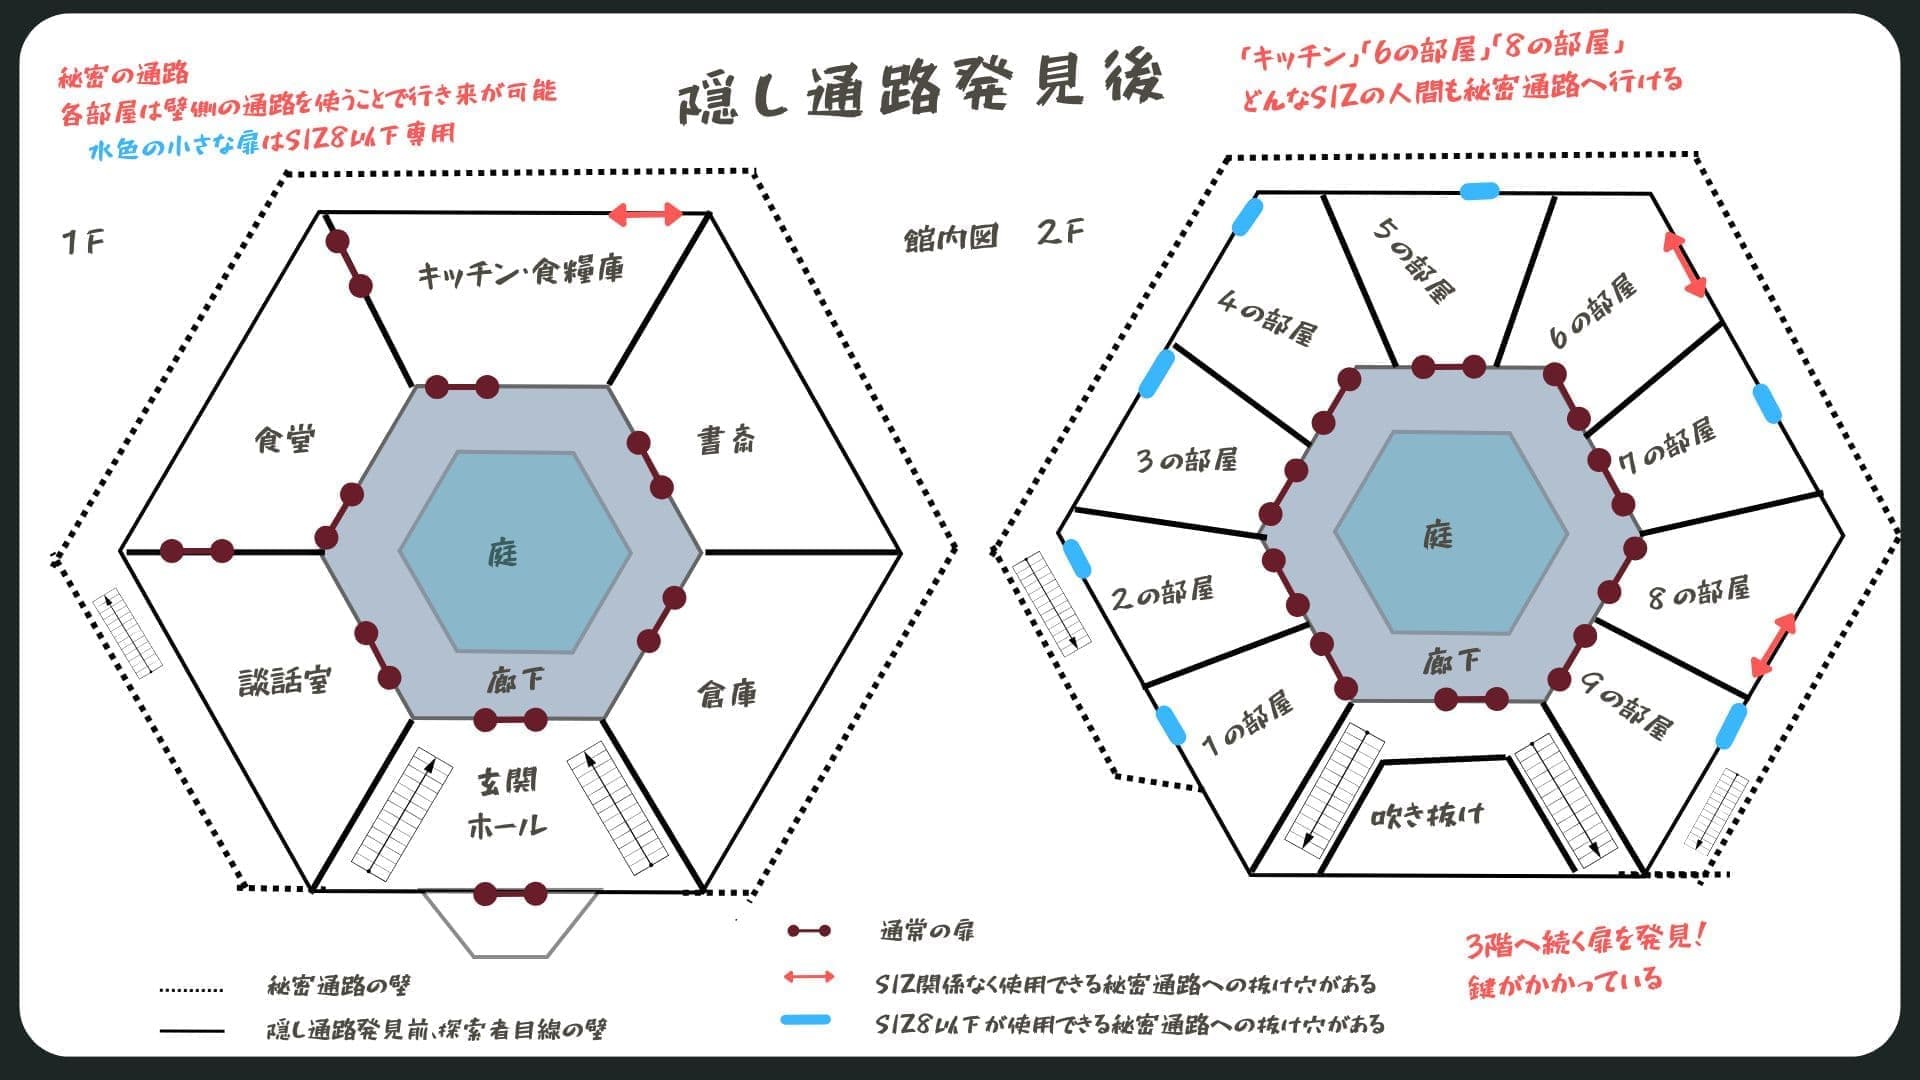 隠し通路発見後
秘密の通路
各部屋は壁側の通路を使うことで行き来が可能
水色の小さな扉はSIZ8以下専用
「キッチン」「6の部屋」「8の部屋」
どんなSIZの人間も秘密通路へ行ける
1F
キッチン・食糧庫
食堂
書斎
庭
談話室
廊下
倉庫
玄関
ホール
館内図 2F
5の部屋
4の部屋
6の部屋
3の部屋
7の部屋
庭
2の部屋
8の部屋
廊下
1の部屋
9の部屋
吹き抜け
秘密通路の壁
隠し通路発見前、探索者目線の壁
通常の扉
SIZ関係なく使用できる秘密通路への抜け穴がある
SIZ8以下が使用できる秘密通路への抜け穴がある
3階へ続く扉を発見!
鍵がかかっている